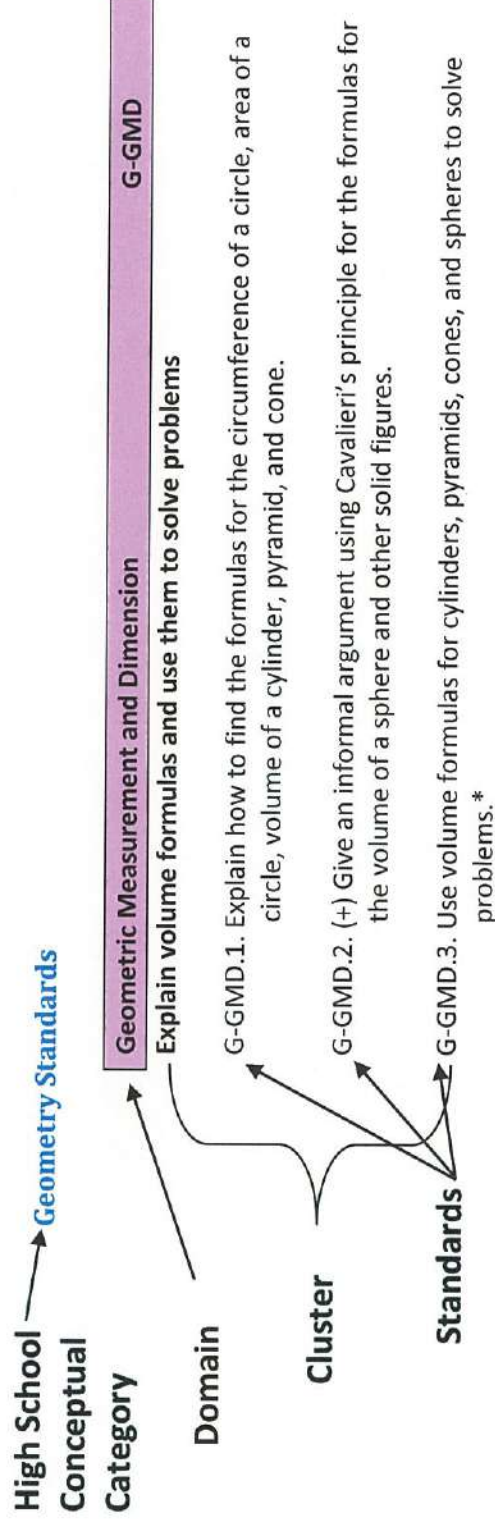 High School
Conceptual
Category
Geometry Standards
Domain
Geometric Measurement and Dimension G-GMD
Cluster
Explain volume formulas and use them to solve problems
Standards
G-GMD.1. Explain how to find the formulas for the circumference of a circle, area of a
circle, volume of a cylinder, pyramid, and cone.
G-GMD.2. (+) Give an informal argument using Cavalieri's principle for the formulas for
the volume of a sphere and other solid figures.
G-GMD.3. Use volume formulas for cylinders, pyramids, cones, and spheres to solve
problems.*